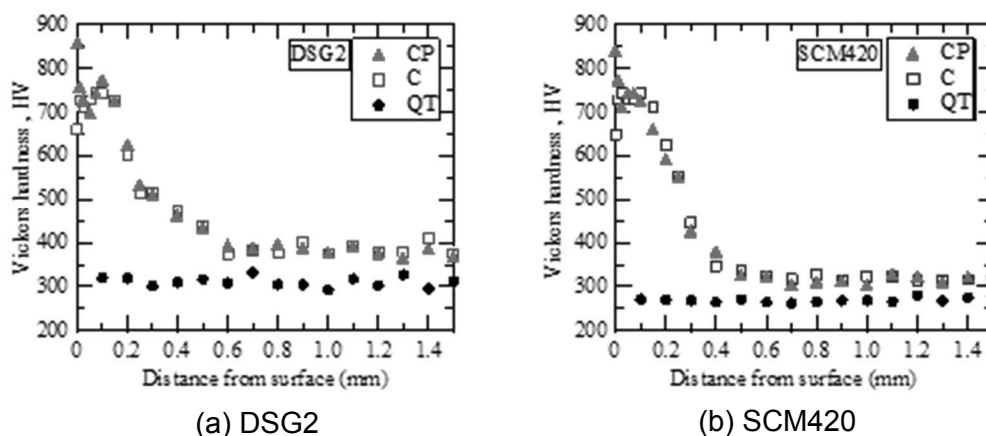 900
800
700
600
500
400
300
200
Vickers hardness , HV
DSG2
CP
C
QT
0 0.2 0.4 0.6 0.8 1.0 1.2 1.4
Distance from surface (mm)
(a) DSG2
900
800
700
600
500
400
300
200
Vickers hardness , HV
SCM420
CP
C
QT
0 0.2 0.4 0.6 0.8 1.0 1.2 1.4
Distance from surface (mm)
(b) SCM420